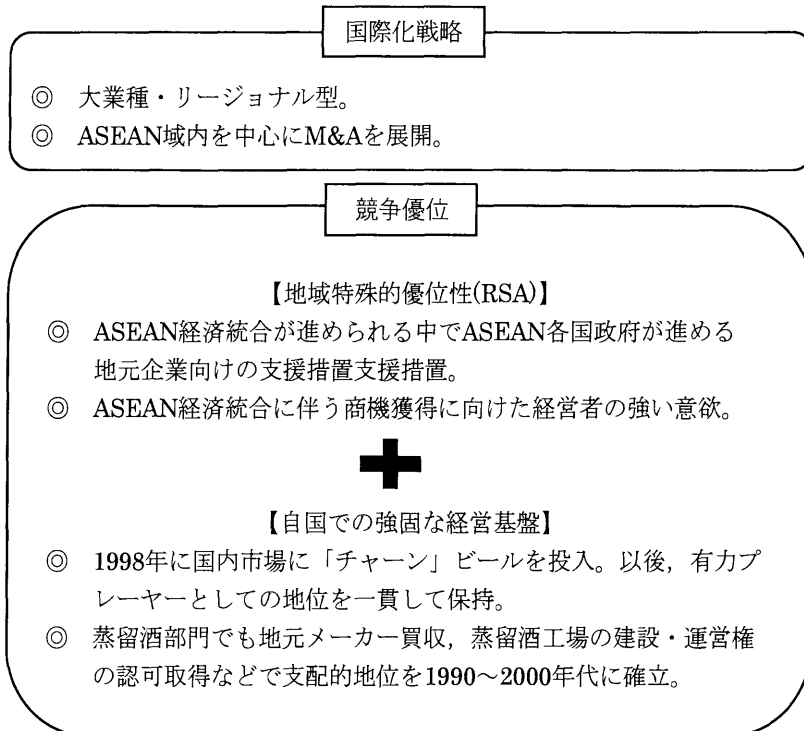 国際化戦略
◎ 大業種・リージョナル型。
◎ ASEAN域内を中心にM&Aを展開。
競争優位
【地域特殊的優位性(RSA)】
◎ ASEAN経済統合が進められる中でASEAN各国政府が進める
地元企業向けの支援措置支援措置。
◎ ASEAN経済統合に伴う商機獲得に向けた経営者の強い意欲。
【自国での強固な経営基盤】
◎ 1998年に国内市場に「チャーン」ビールを投入。以後，有力プ
レーヤーとしての地位を一貫して保持。
◎ 蒸留酒部門でも地元メーカー買収，蒸留酒工場の建設・運営権
の認可取得などで支配的地位を1990～2000年代に確立。